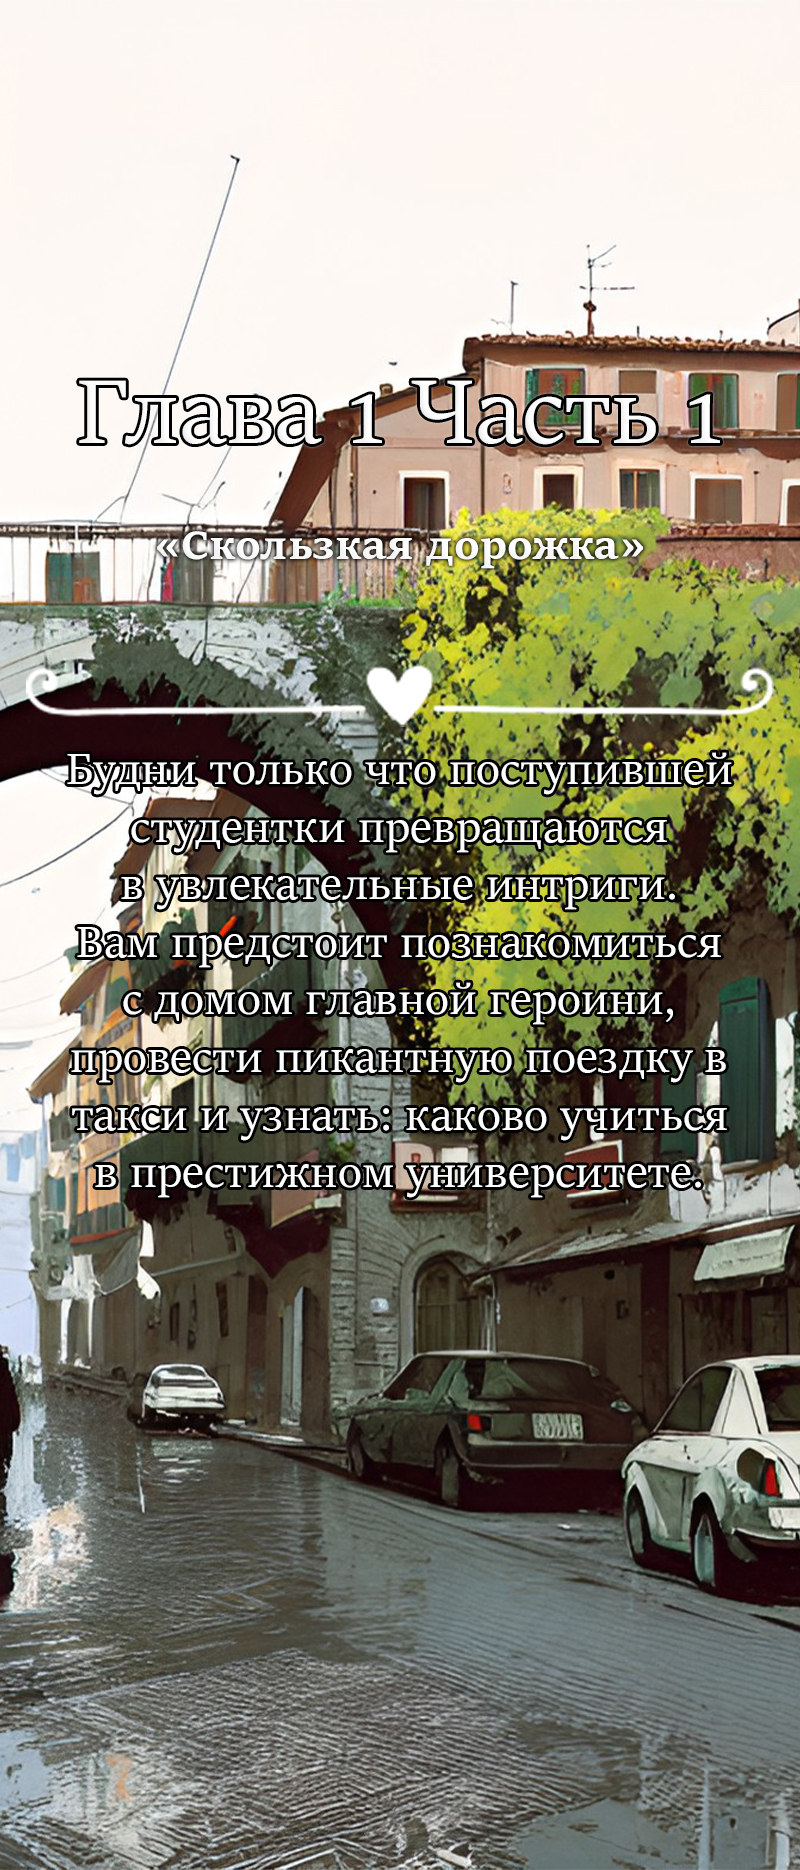 Глава 1 Часть 1
«Скользкая дорожка»
Будни только что поступившей
студентки превращаются
в увлекательные интриги.
Вам предстоит познакомиться
с домом главной героини,
провести пикантную поездку в
такси и узнать: каково учиться
в престижном университете.